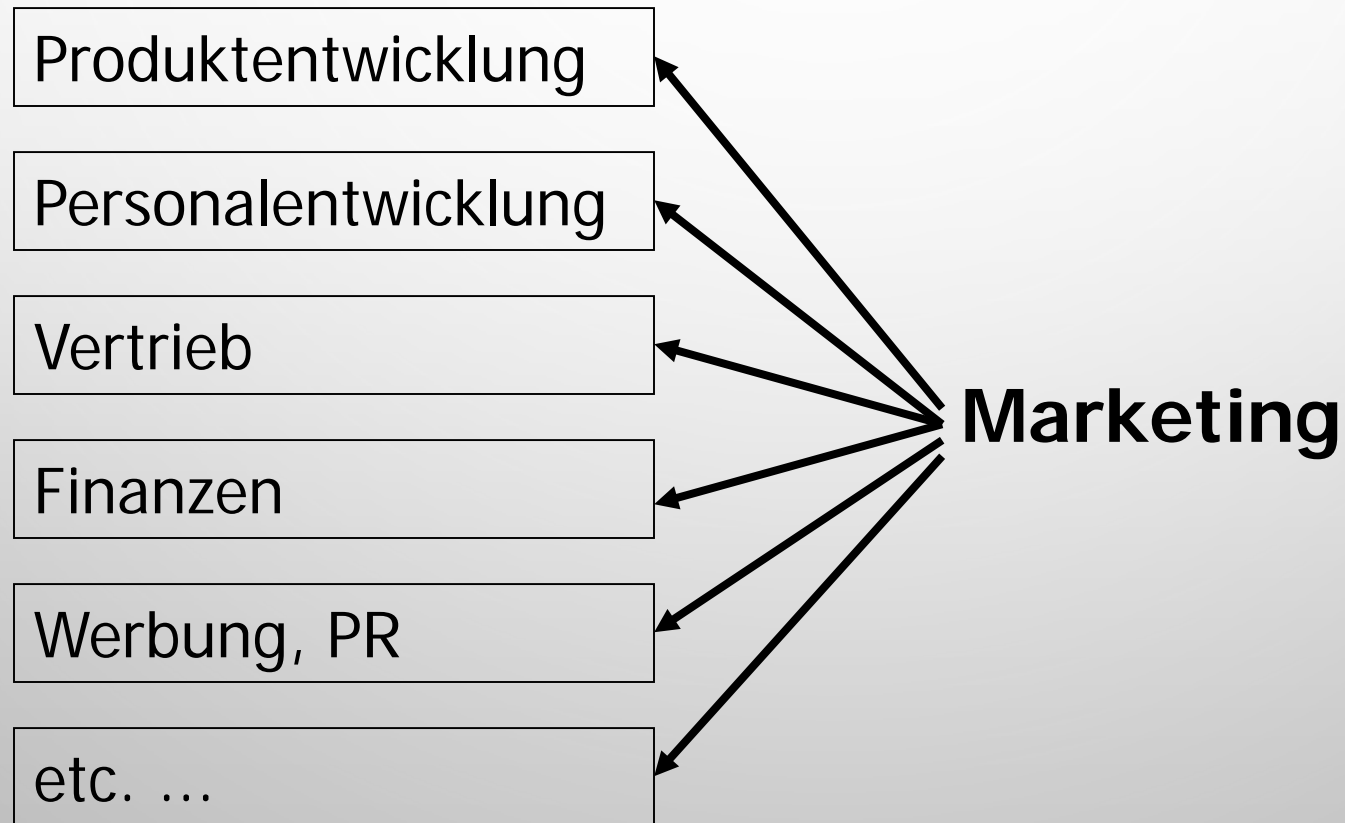 Produktentwicklung
Personalentwicklung
Vertrieb
Finanzen
Werbung, PR
etc. ...
Marketing